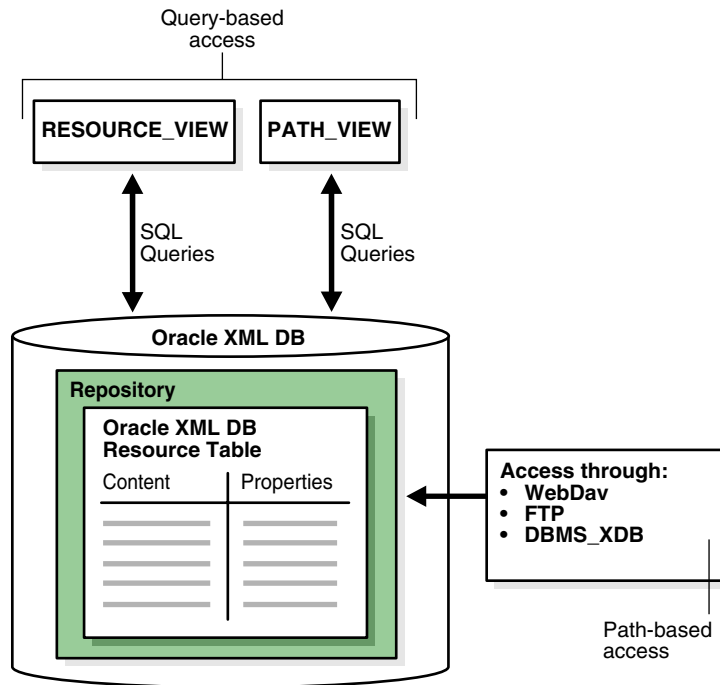 Query-based
access
RESOURCE_VIEW
PATH_VIEW
SQL
Queries
SQL
Queries
Oracle XML DB
Repository
Oracle XML DB
Resource Table
Content
Properties
Access through:
• WebDav
• FTP
• DBMS_XDB
Path-based
access